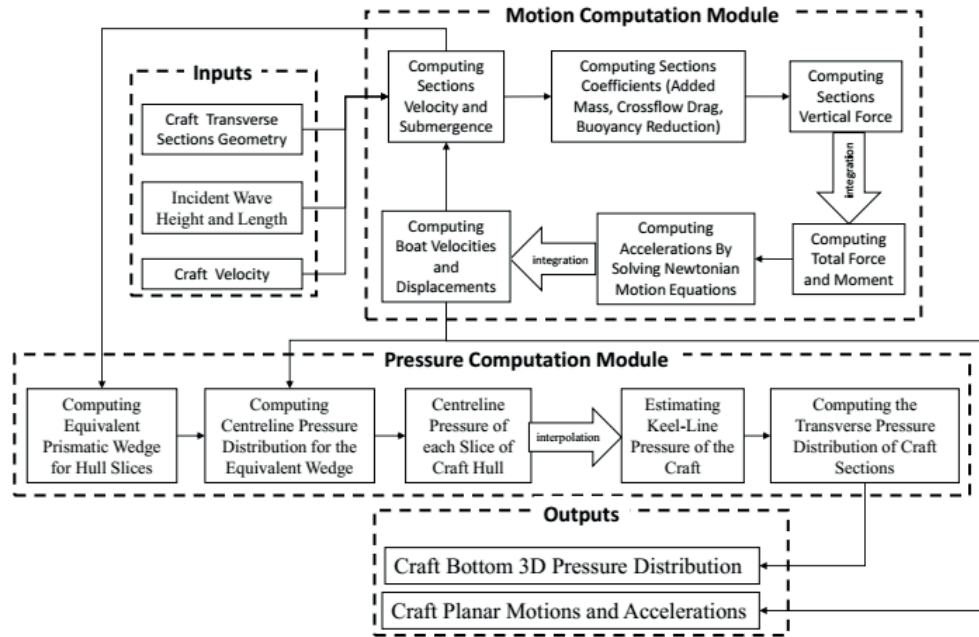 Motion Computation Module
Inputs
Craft Transverse
Sections Geometry
Incident Wave
Height and Length
Craft Velocity
Computing
Sections
Velocity and
Submergence
Computing Sections
Coefficients (Added
Mass, Crossflow Drag,
Buoyancy Reduction)
Computing
Sections
Vertical Force
integration
Computing
Total Force
and Moment
Computing
Accelerations By
Solving Newtonian
Motion Equations
integration
Computing
Boat Velocities
and
Displacements
Pressure Computation Module
Computing
Equivalent
Prismatic Wedge
for Hull Slices
Computing
Centreline Pressure
Distribution for the
Equivalent Wedge
Centreline
Pressure of
each Slice of
Craft Hull
interpolation
Estimating
Keel-Line
Pressure of the
Craft
Computing the
Transverse Pressure
Distribution of Craft
Sections
Outputs
Craft Bottom 3D Pressure Distribution
Craft Planar Motions and Accelerations